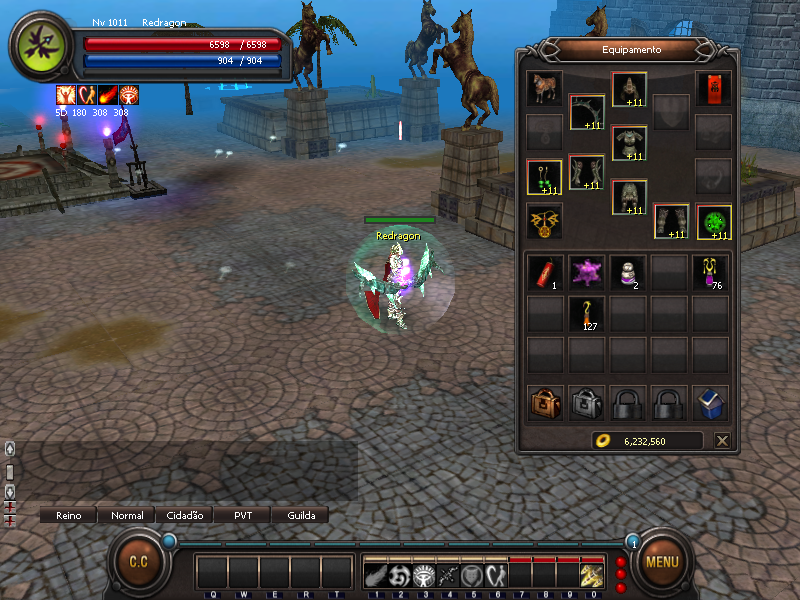 Nv 1011 Redragon
6598 / 6598
904 / 904
5D 180 308 308
Equipamento
+11
+11
+11
+11
+11
+11
+11
+11
Redragon
1
2
76
127
6,232,560
Reino Normal Cidadão PVT Guilda
C.C
1
MENU
Q W E R T 1 2 3 4 5 6 7 8 9 0